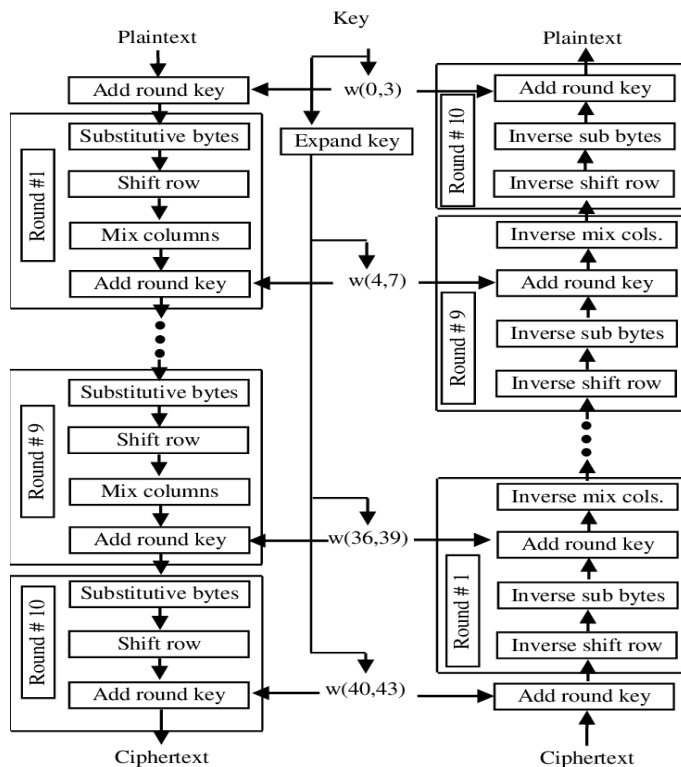 Plaintext
Add round key
Round #1
Substitutive bytes
Shift row
Mix columns
Add round key
Round # 9
Substitutive bytes
Shift row
Mix columns
Add round key
Round # 10
Substitutive bytes
Shift row
Add round key
Ciphertext
Key
w(0,3)
Expand key
w(4,7)
w(36,39)
w(40,43)
Plaintext
Round # 10
Add round key
Inverse sub bytes
Inverse shift row
Round # 9
Inverse mix cols.
Add round key
Inverse sub bytes
Inverse shift row
Round # 1
Inverse mix cols.
Add round key
Inverse sub bytes
Inverse shift row
Add round key
Ciphertext